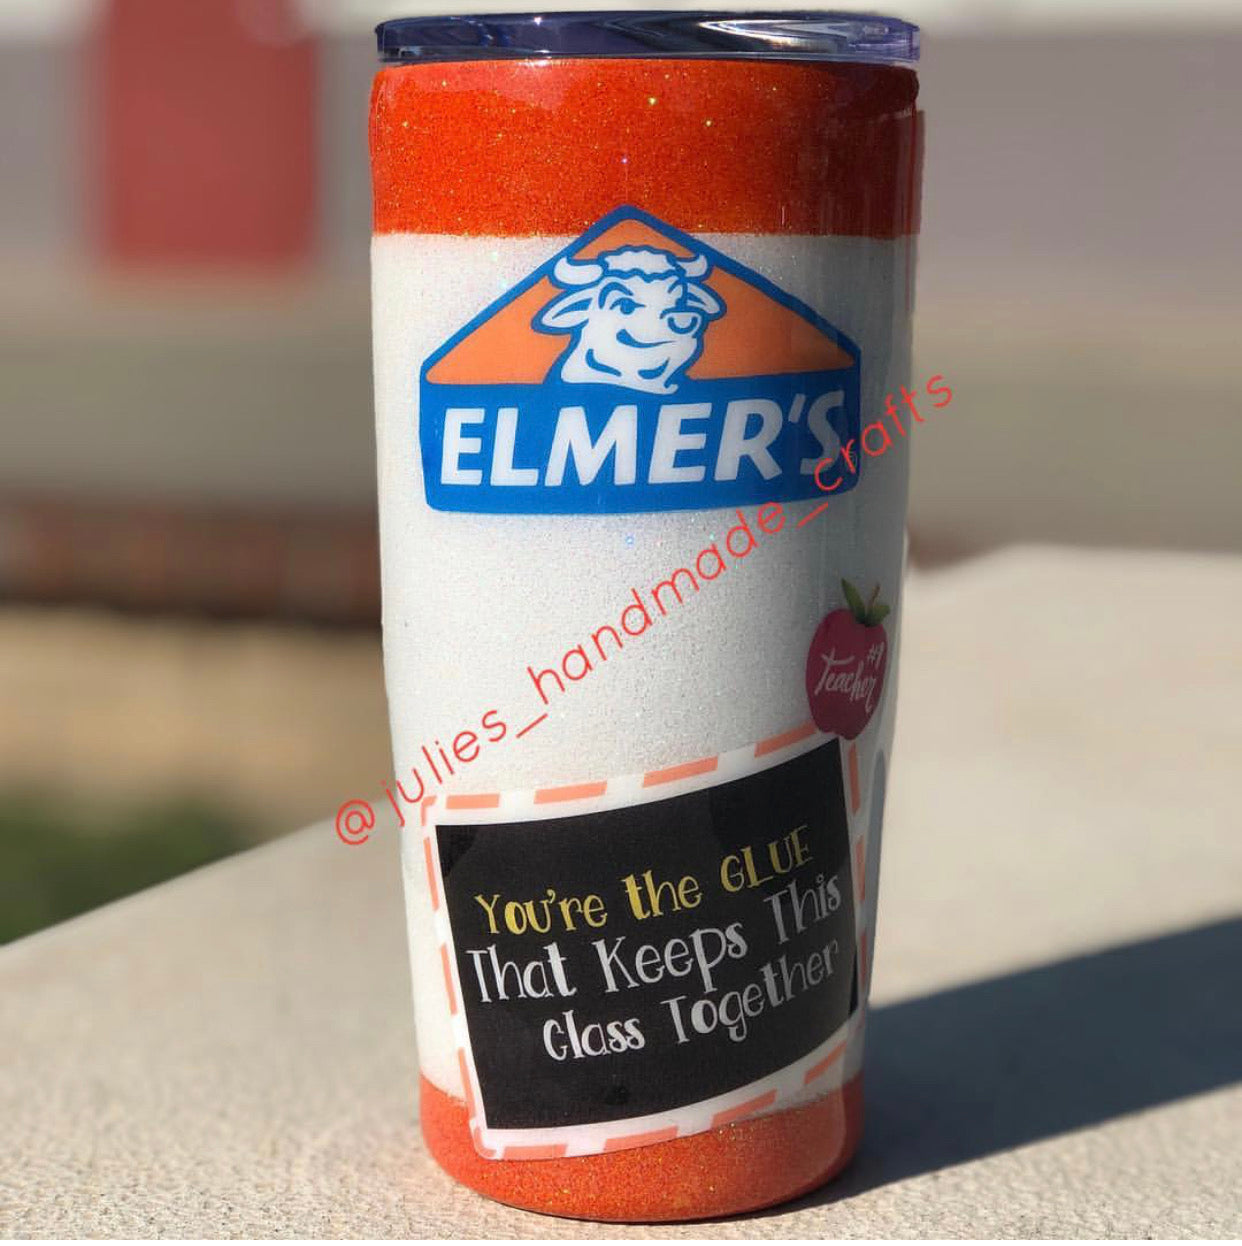 ELMER'S
@julies_handmade_crafts
#1
Teacher
You're the GLUE
That Keeps This
Class Together